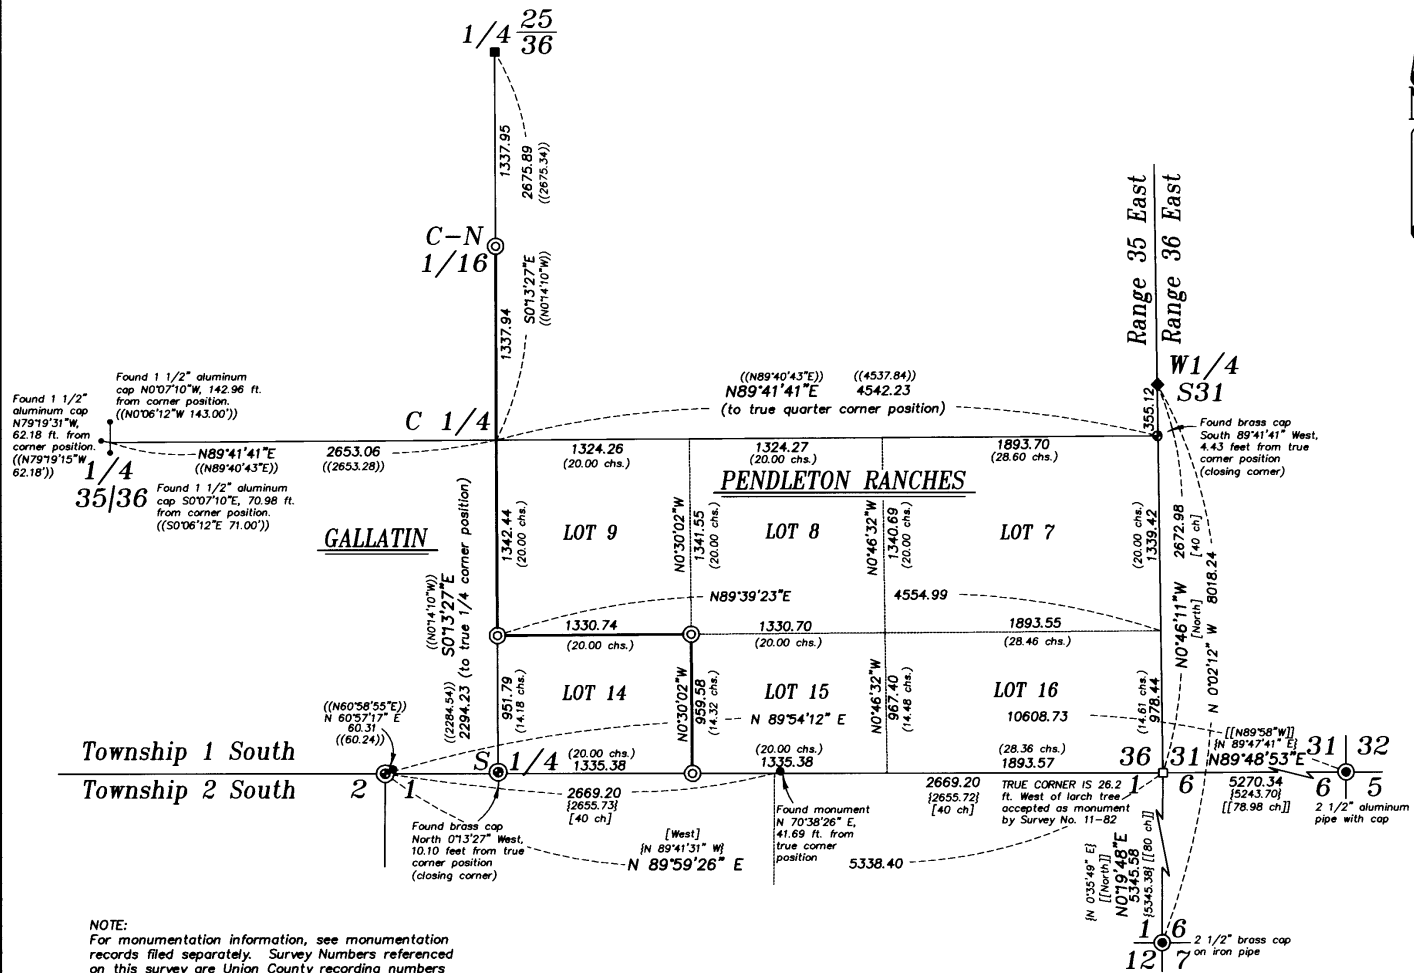 1/4 25
36
1337.95
2675.89
((2675.34))
C-N
1/16
1337.94
S0°13'27"E
((N0°14'10"W))
Range 35 East
Range 36 East
W1/4
S31
355.12
Found brass cap
South 89°41'41" West,
4.43 feet from true
corner position
(closing corner)
Found 1 1/2" aluminum
cap N0°07'10"W, 142.96 ft.
from corner position.
((N0°06'12"W 143.00'))
Found 1 1/2"
aluminum cap
N79°19'31"W,
62.18 ft. from
corner position.
((N79°19'15"W
62.18'))
1/4
35|36
Found 1 1/2" aluminum
cap S0°07'10"E, 70.98 ft.
from corner position.
((S0°06'12"E 71.00'))
N89°41'41"E
((N89°40'43"E))
2653.06
((2653.28))
C 1/4
((N89°40'43"E)) ((4537.84))
N89°41'41"E 4542.23
(to true quarter corner position)
1324.26
(20.00 chs.)
1324.27
(20.00 chs.)
1893.70
(28.60 chs.)
PENDLETON RANCHES
GALLATIN
LOT 9
LOT 8
LOT 7
1342.44
(20.00 chs.)
N0°30'02"W
1341.55
(20.00 chs.)
N0°46'32"W
1340.69
(20.00 chs.)
(20.00 chs.)
1339.42
2672.98
[40 ch]
N0°46'11"W
[North]
N 0°02'12" W 8018.24
((N0°14'10"W))
S0°13'27"E
((2284.54))
2294.23 (to true 1/4 corner position)
N89°39'23"E
4554.99
1330.74
(20.00 chs.)
1330.70
(20.00 chs.)
1893.55
(28.46 chs.)
951.79
(14.18 chs.)
LOT 14
N0°30'02"W
959.58
(14.32 chs.)
LOT 15
N0°46'32"W
967.40
(14.48 chs.)
LOT 16
(14.61 chs.)
978.44
N 89°54'12" E
10608.73
((N60°58'55"E))
N 60°57'17" E
60.31
((60.24))
Township 1 South
Township 2 South
2 1
S 1/4
(20.00 chs.)
1335.38
(20.00 chs.)
1335.38
(28.36 chs.)
1893.57
36 31
1 6
[[N89°58"W]]
{N 89°47'41" E}
N89°48'53"E
5270.34
{5243.70}
[[78.98 ch]]
31 32
6 5
2 1/2" aluminum
pipe with cap
2669.20
{2655.73}
[40 ch]
2669.20
{2655.72}
[40 ch]
TRUE CORNER IS 26.2
ft. West of larch tree
accepted as monument
by Survey No. 11-82
Found monument
N 70°38'26" E,
41.69 ft. from
true corner
position
Found brass cap
North 0°13'27" West,
10.10 feet from true
corner position
(closing corner)
[West]
{N 89°41'31" W}
N 89°59'26" E
5338.40
{N 0°35'49" E}
[[North]]
N0°19'48"E
5345.58
{5345.38} [[80 ch]]
1 6
12 7
2 1/2" brass cap
on iron pipe
NOTE:
For monumentation information, see monumentation
records filed separately. Survey Numbers referenced
on this survey are Union County recording numbers